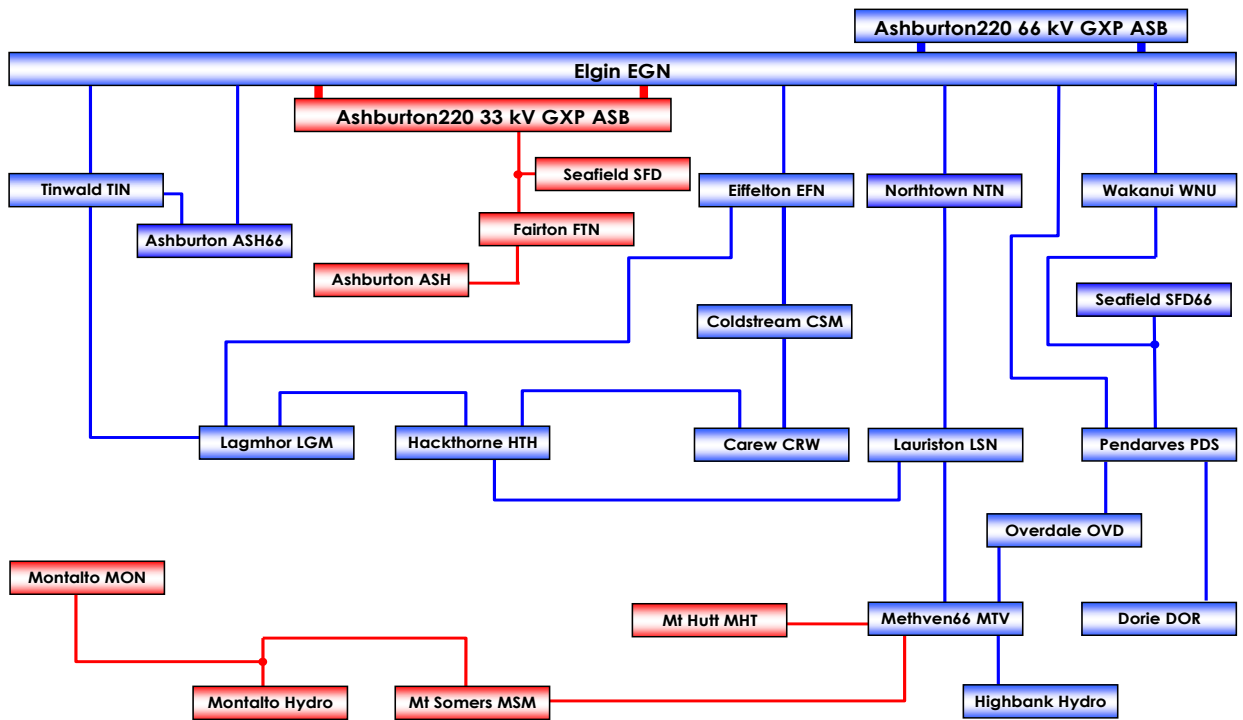 Ashburton220 66 kV GXP ASB
Elgin EGN
Ashburton220 33 kV GXP ASB
Seafield SFD
Tinwald TIN
Eiffelton EFN
Northtown NTN
Wakanui WNU
Fairton FTN
Ashburton ASH66
Ashburton ASH
Seafield SFD66
Coldstream CSM
Lagmhor LGM
Hackthorne HTH
Carew CRW
Lauriston LSN
Pendarves PDS
Overdale OVD
Montalto MON
Mt Hutt MHT
Methven66 MTV
Dorie DOR
Montalto Hydro
Mt Somers MSM
Highbank Hydro